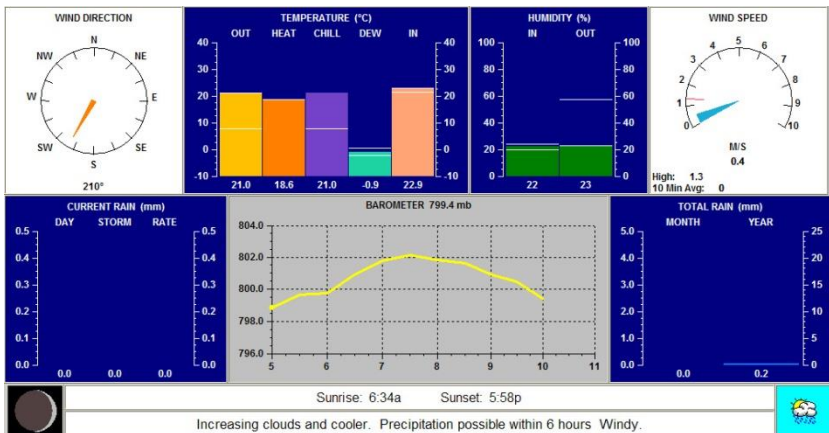 WIND DIRECTION
N
NW NE
W E
SW SE
S
210°
TEMPERATURE (°C)
OUT HEAT CHILL DEW IN
40 40
30 30
20 20
10 10
0 0
-10 -10
21.0 18.6 21.0 -0.9 22.9
HUMIDITY (%)
IN OUT
100 100
80 80
60 60
40 40
20 20
0 0
22 23
WIND SPEED
0 1 2 3 4 5 6 7 8 9 10
M/S
0.4
High: 1.3
10 Min Avg: 0
CURRENT RAIN (mm)
DAY STORM RATE
0.5 0.5
0.4 0.4
0.3 0.3
0.2 0.2
0.1 0.1
0.0 0.0
0.0 0.0 0.0
BAROMETER 799.4 mb
804.0
802.0
800.0
798.0
796.0
5 6 7 8 9 10 11
TOTAL RAIN (mm)
MONTH YEAR
5.0 25
4.0 20
3.0 15
2.0 10
1.0 5
0.0 0
0.0 0.2
Sunrise: 6:34a Sunset: 5:58p
Increasing clouds and cooler. Precipitation possible within 6 hours Windy.